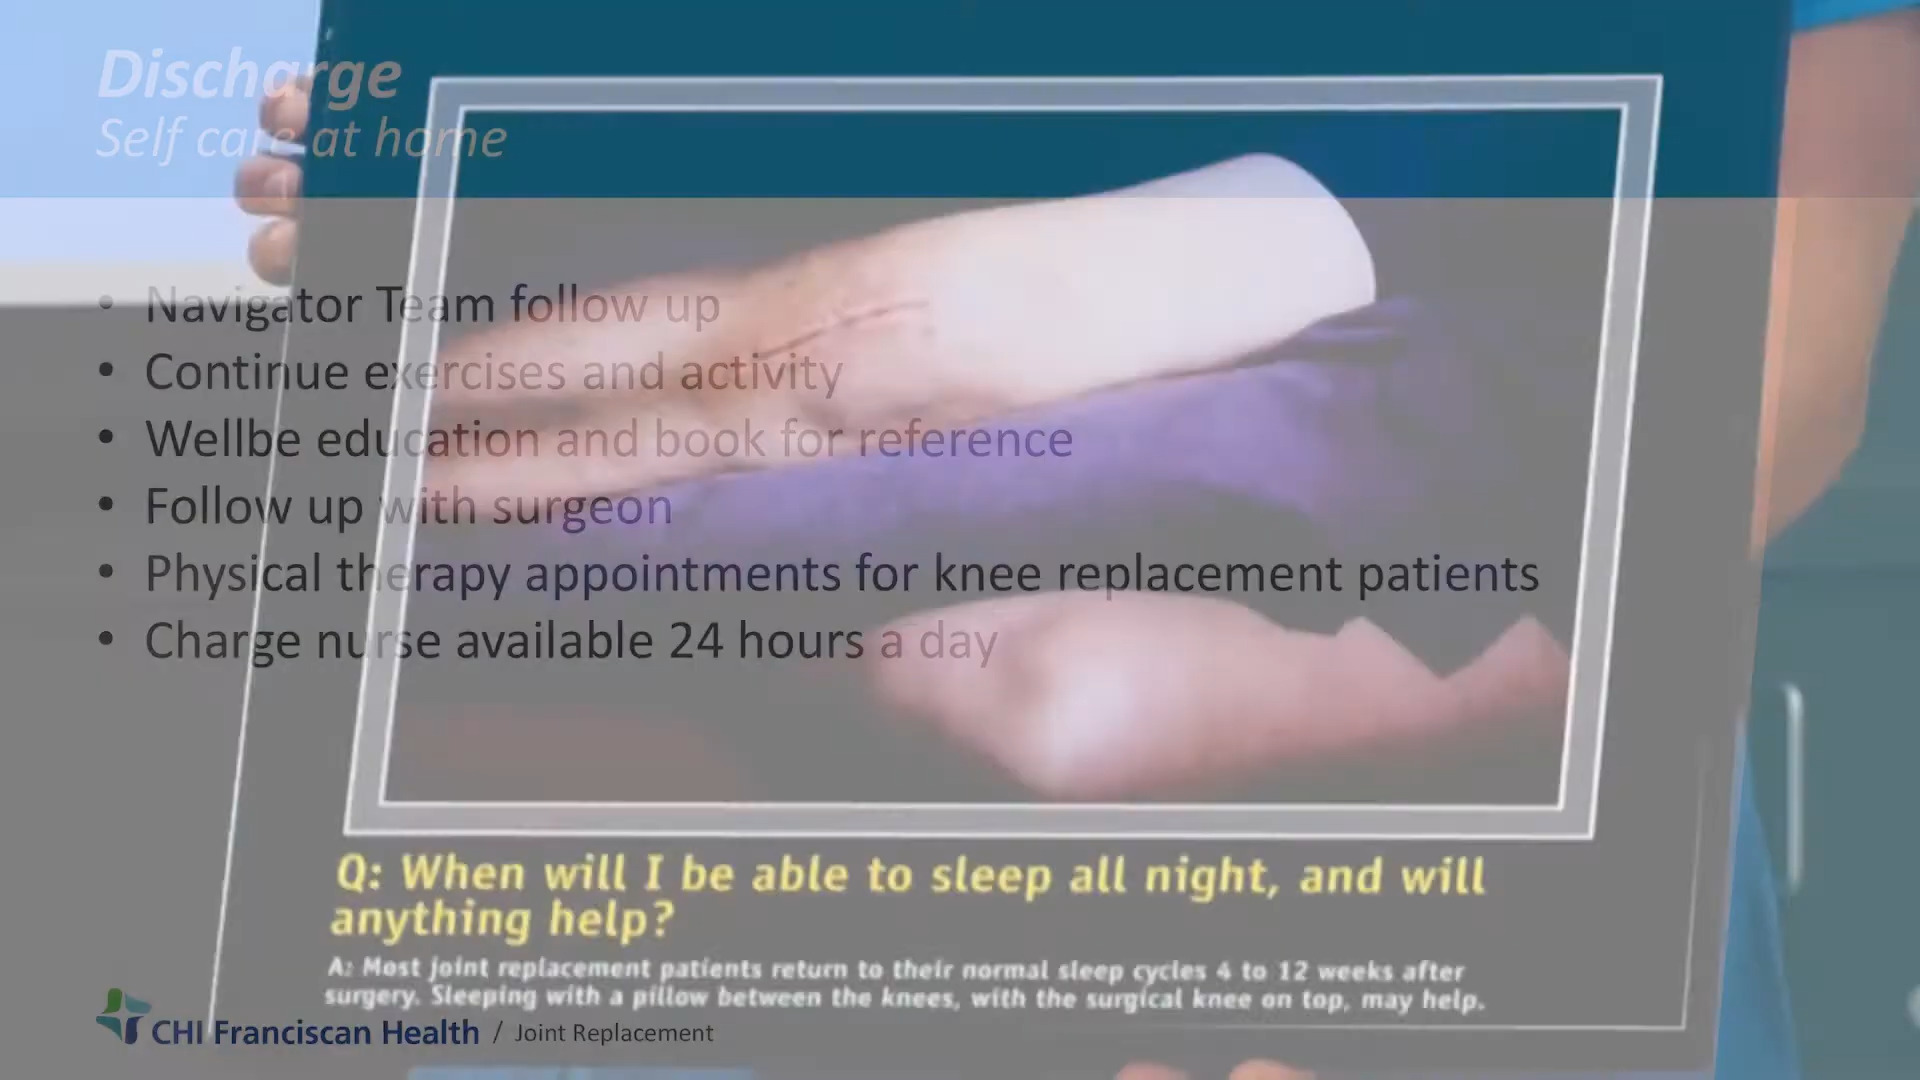 Discharge
Self care at home
• Navigator Team follow up
• Continue exercises and activity
• Wellbe education and book for reference
• Follow up with surgeon
• Physical therapy appointments for knee replacement patients
• Charge nurse available 24 hours a day
Q: When will I be able to sleep all night, and will
anything help?
A: Most joint replacement patients return to their normal sleep cycles 4 to 12 weeks after
surgery. Sleeping with a pillow between the knees, with the surgical knee on top, may help.
CHI Franciscan Health / Joint Replacement